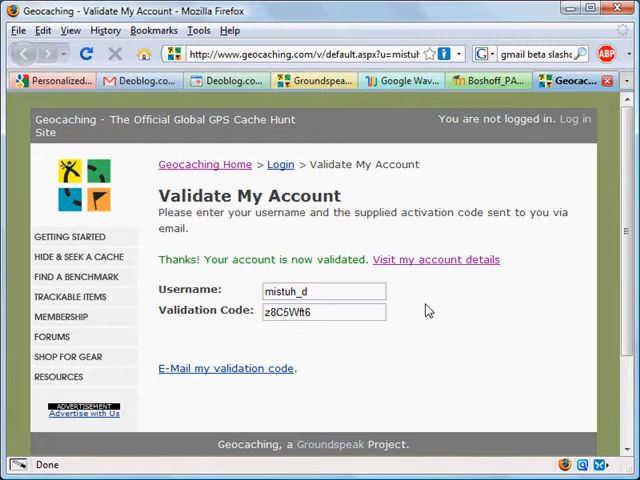 Geocaching - Validate My Account - Mozilla Firefox
File Edit View History Bookmarks Tools Help
http://www.geocaching.com/v/default.aspx?u=mistuh
gmail beta slash
ABP
Personalized... Deoblog.co... Deoblog.co... Groundspea... Google Wav... Boshoff_PA... Geocac...
Geocaching - The Official Global GPS Cache Hunt
Site
You are not logged in. Log in
Geocaching Home > Login > Validate My Account
Validate My Account
Please enter your username and the supplied activation code sent to you via
email.
Thanks! Your account is now validated. Visit my account details
Username: mistuh_d
Validation Code: z8C5Wft6
E-Mail my validation code.
GETTING STARTED
HIDE & SEEK A CACHE
FIND A BENCHMARK
TRACKABLE ITEMS
MEMBERSHIP
FORUMS
SHOP FOR GEAR
RESOURCES
ADVERTISEMENT
Advertise with Us
Geocaching, a Groundspeak Project.
Done